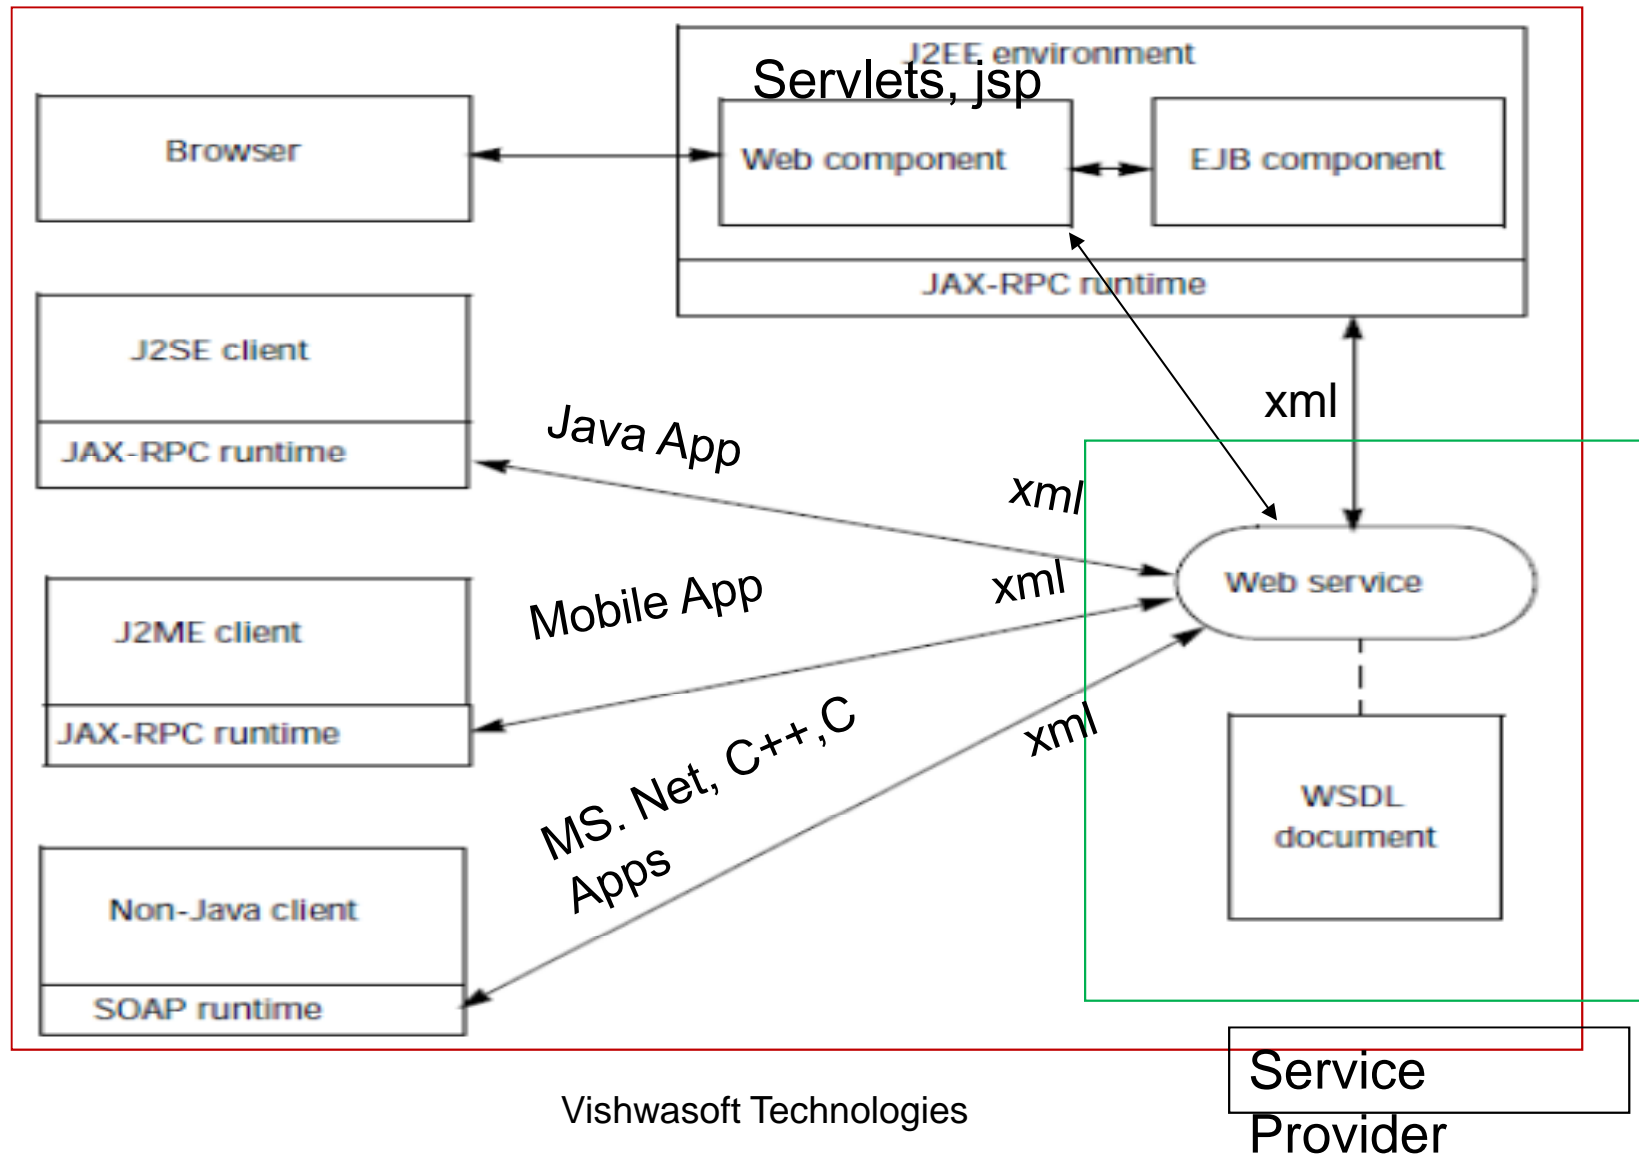 J2EE environment
Servlets, jsp
Browser
Web component
EJB component
JAX-RPC runtime
J2SE client
JAX-RPC runtime
Java App
xml
xml
J2ME client
JAX-RPC runtime
Mobile App
xml
Web service
MS. Net, C++,C
Apps
xml
WSDL
document
Non-Java client
SOAP runtime
Service
Provider
Vishwasoft Technologies